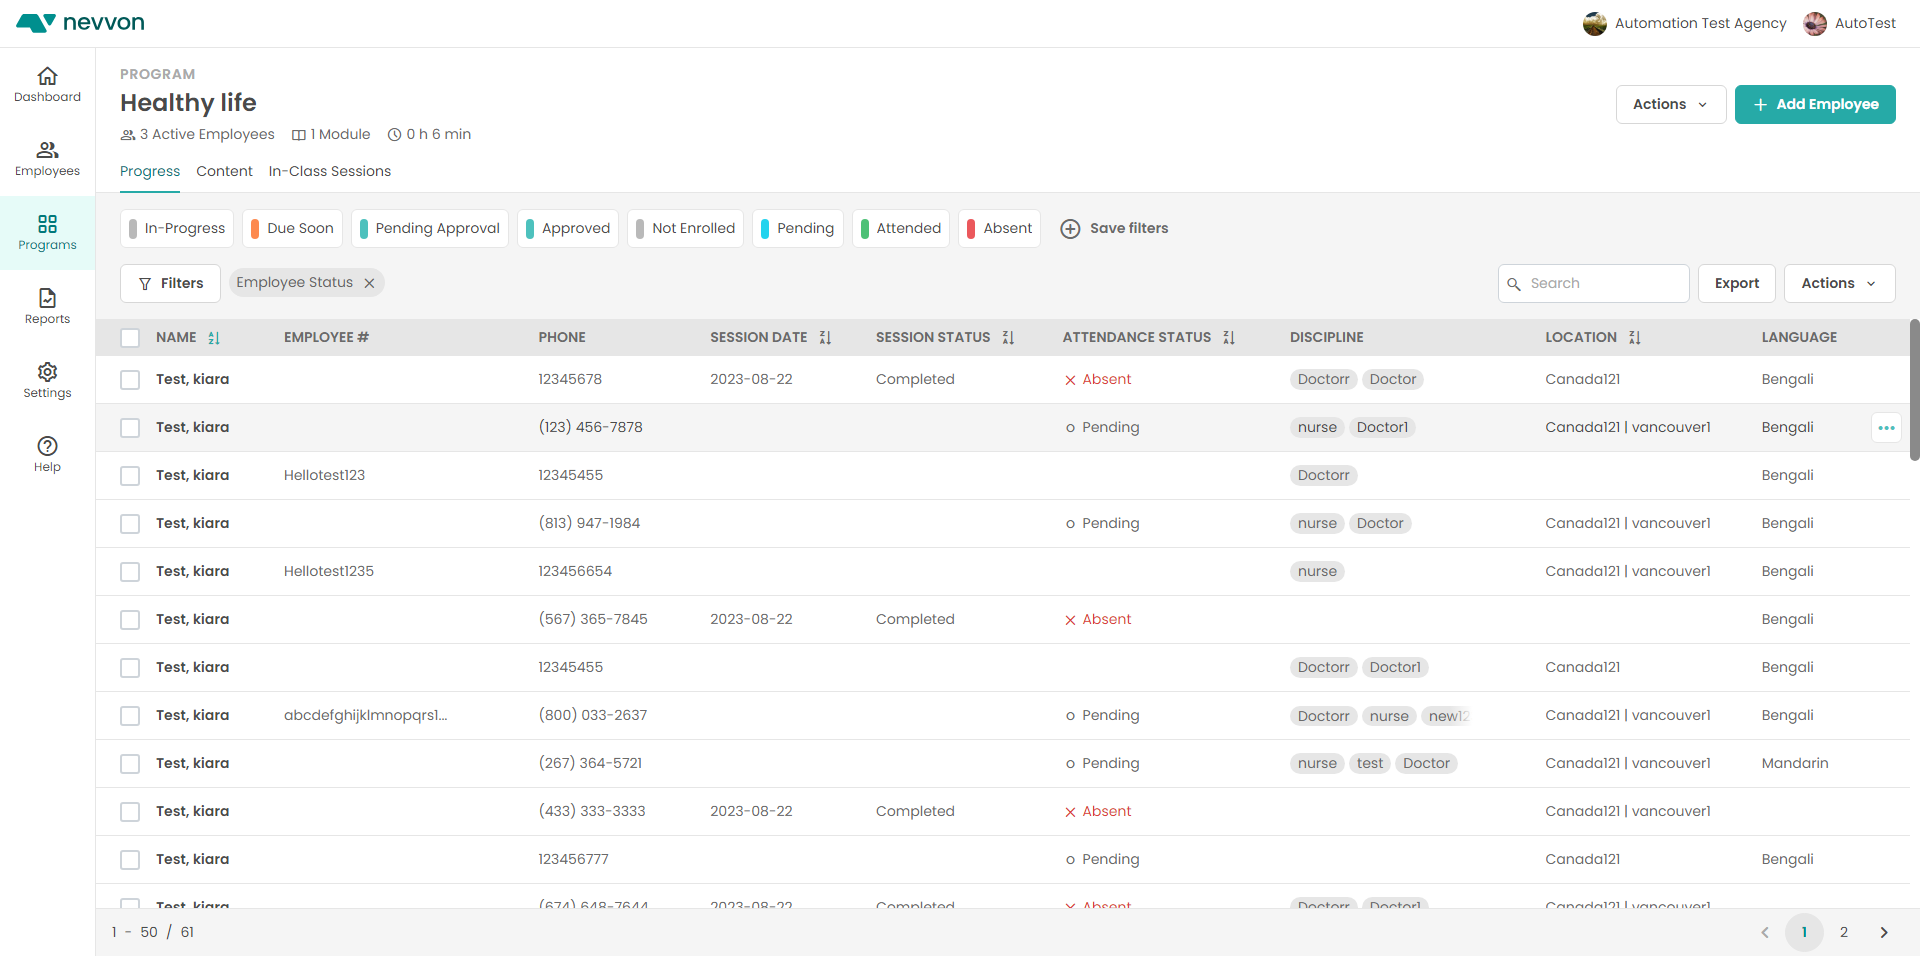 nevvon
Automation Test Agency AutoTest
Dashboard
Employees
Programs
Reports
Settings
Help
PROGRAM
Healthy life
3 Active Employees 1 Module 0 h 6 min
Actions + Add Employee
Progress Content In-Class Sessions
In-Progress Due Soon Pending Approval Approved Not Enrolled Pending Attended Absent Save filters
Filters Employee Status Search Export Actions
NAME EMPLOYEE # PHONE SESSION DATE SESSION STATUS ATTENDANCE STATUS DISCIPLINE LOCATION LANGUAGE
Test, kiara 12345678 2023-08-22 Completed Absent Doctorr Doctor Canada121 Bengali
Test, kiara (123) 456-7878 Pending nurse Doctor1 Canada121 | vancouver1 Bengali
Test, kiara Hellotest123 12345455 Doctorr Bengali
Test, kiara (813) 947-1984 Pending nurse Doctor Canada121 | vancouver1 Bengali
Test, kiara Hellotest1235 123456654 nurse Canada121 | vancouver1 Bengali
Test, kiara (567) 365-7845 2023-08-22 Completed Absent Bengali
Test, kiara 12345455 Doctorr Doctor1 Canada121 Bengali
Test, kiara abcdefghijklmnopqrs1... (800) 033-2637 Pending Doctorr nurse new12 Canada121 | vancouver1 Bengali
Test, kiara (267) 364-5721 Pending nurse test Doctor Canada121 | vancouver1 Mandarin
Test, kiara (433) 333-3333 2023-08-22 Completed Absent Canada121 | vancouver1
Test, kiara 123456777 Pending Canada121 Bengali
Test, kiara (674) 648-7644 2023-08-22 Completed Absent Doctorr Doctor1 Canada121 | vancouver1
1 - 50 / 61 1 2